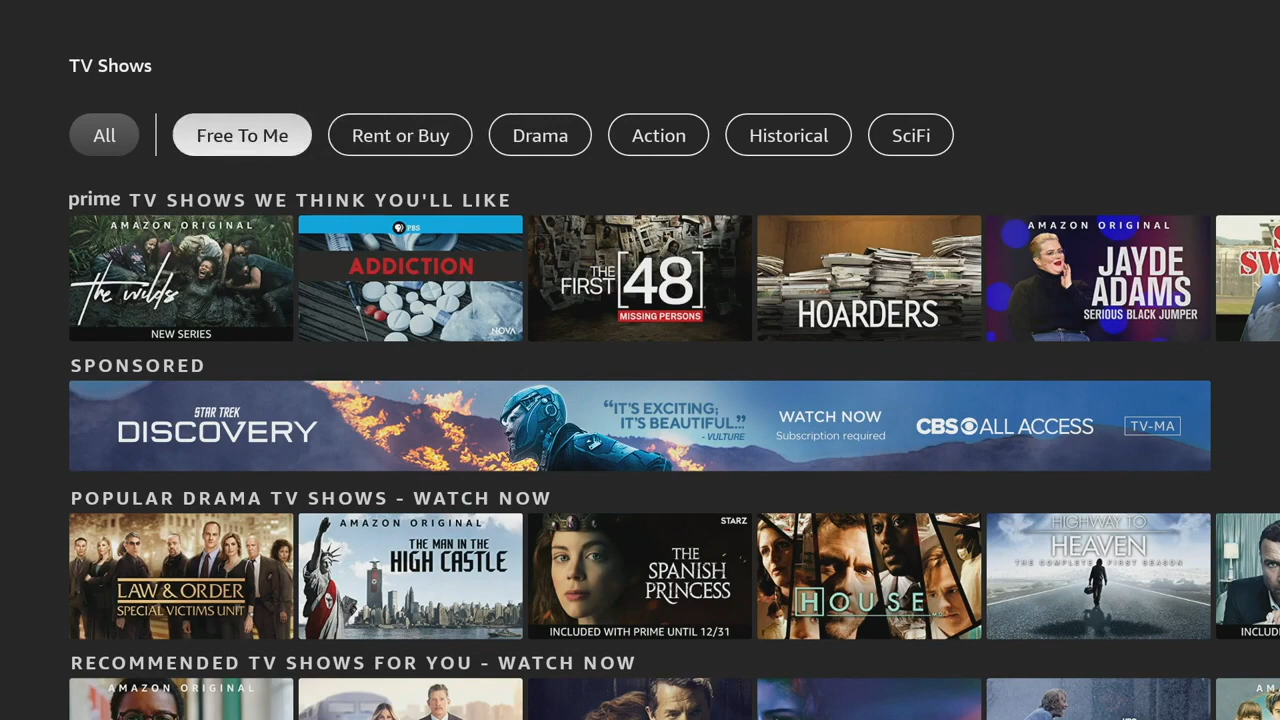 TV Shows
All
Free To Me
Rent or Buy
Drama
Action
Historical
SciFi
prime TV SHOWS WE THINK YOU'LL LIKE
AMAZON ORIGINAL
the wilds
NEW SERIES
PBS
ADDICTION
NOVA
THE FIRST [48]
MISSING PERSONS
HOARDERS
AMAZON ORIGINAL
JAYDE
ADAMS
SERIOUS BLACK JUMPER
SW
SPONSORED
STAR TREK
DISCOVERY
“IT'S EXCITING;
IT'S BEAUTIFUL...”
- VULTURE
WATCH NOW
Subscription required
CBS ALL ACCESS
TV-MA
POPULAR DRAMA TV SHOWS - WATCH NOW
LAW & ORDER
SPECIAL VICTIMS UNIT
AMAZON ORIGINAL
THE MAN IN THE
HIGH CASTLE
STARZ
THE
SPANISH
PRINCESS
INCLUDED WITH PRIME UNTIL 12/31
HOUSE M.D.
HIGHWAY TO
HEAVEN
THE COMPLETE FIRST SEASON
INCLUD
RECOMMENDED TV SHOWS FOR YOU - WATCH NOW
AMAZON ORIGINAL
AM